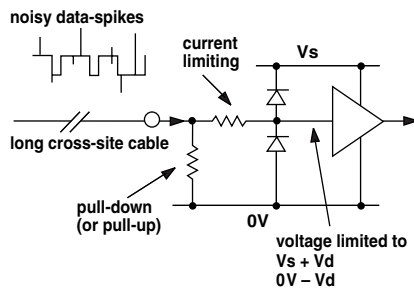 noisy data-spikes
current
limiting
Vs
long cross-site cable
pull-down
(or pull-up)
0V
voltage limited to
Vs + Vd
0V – Vd